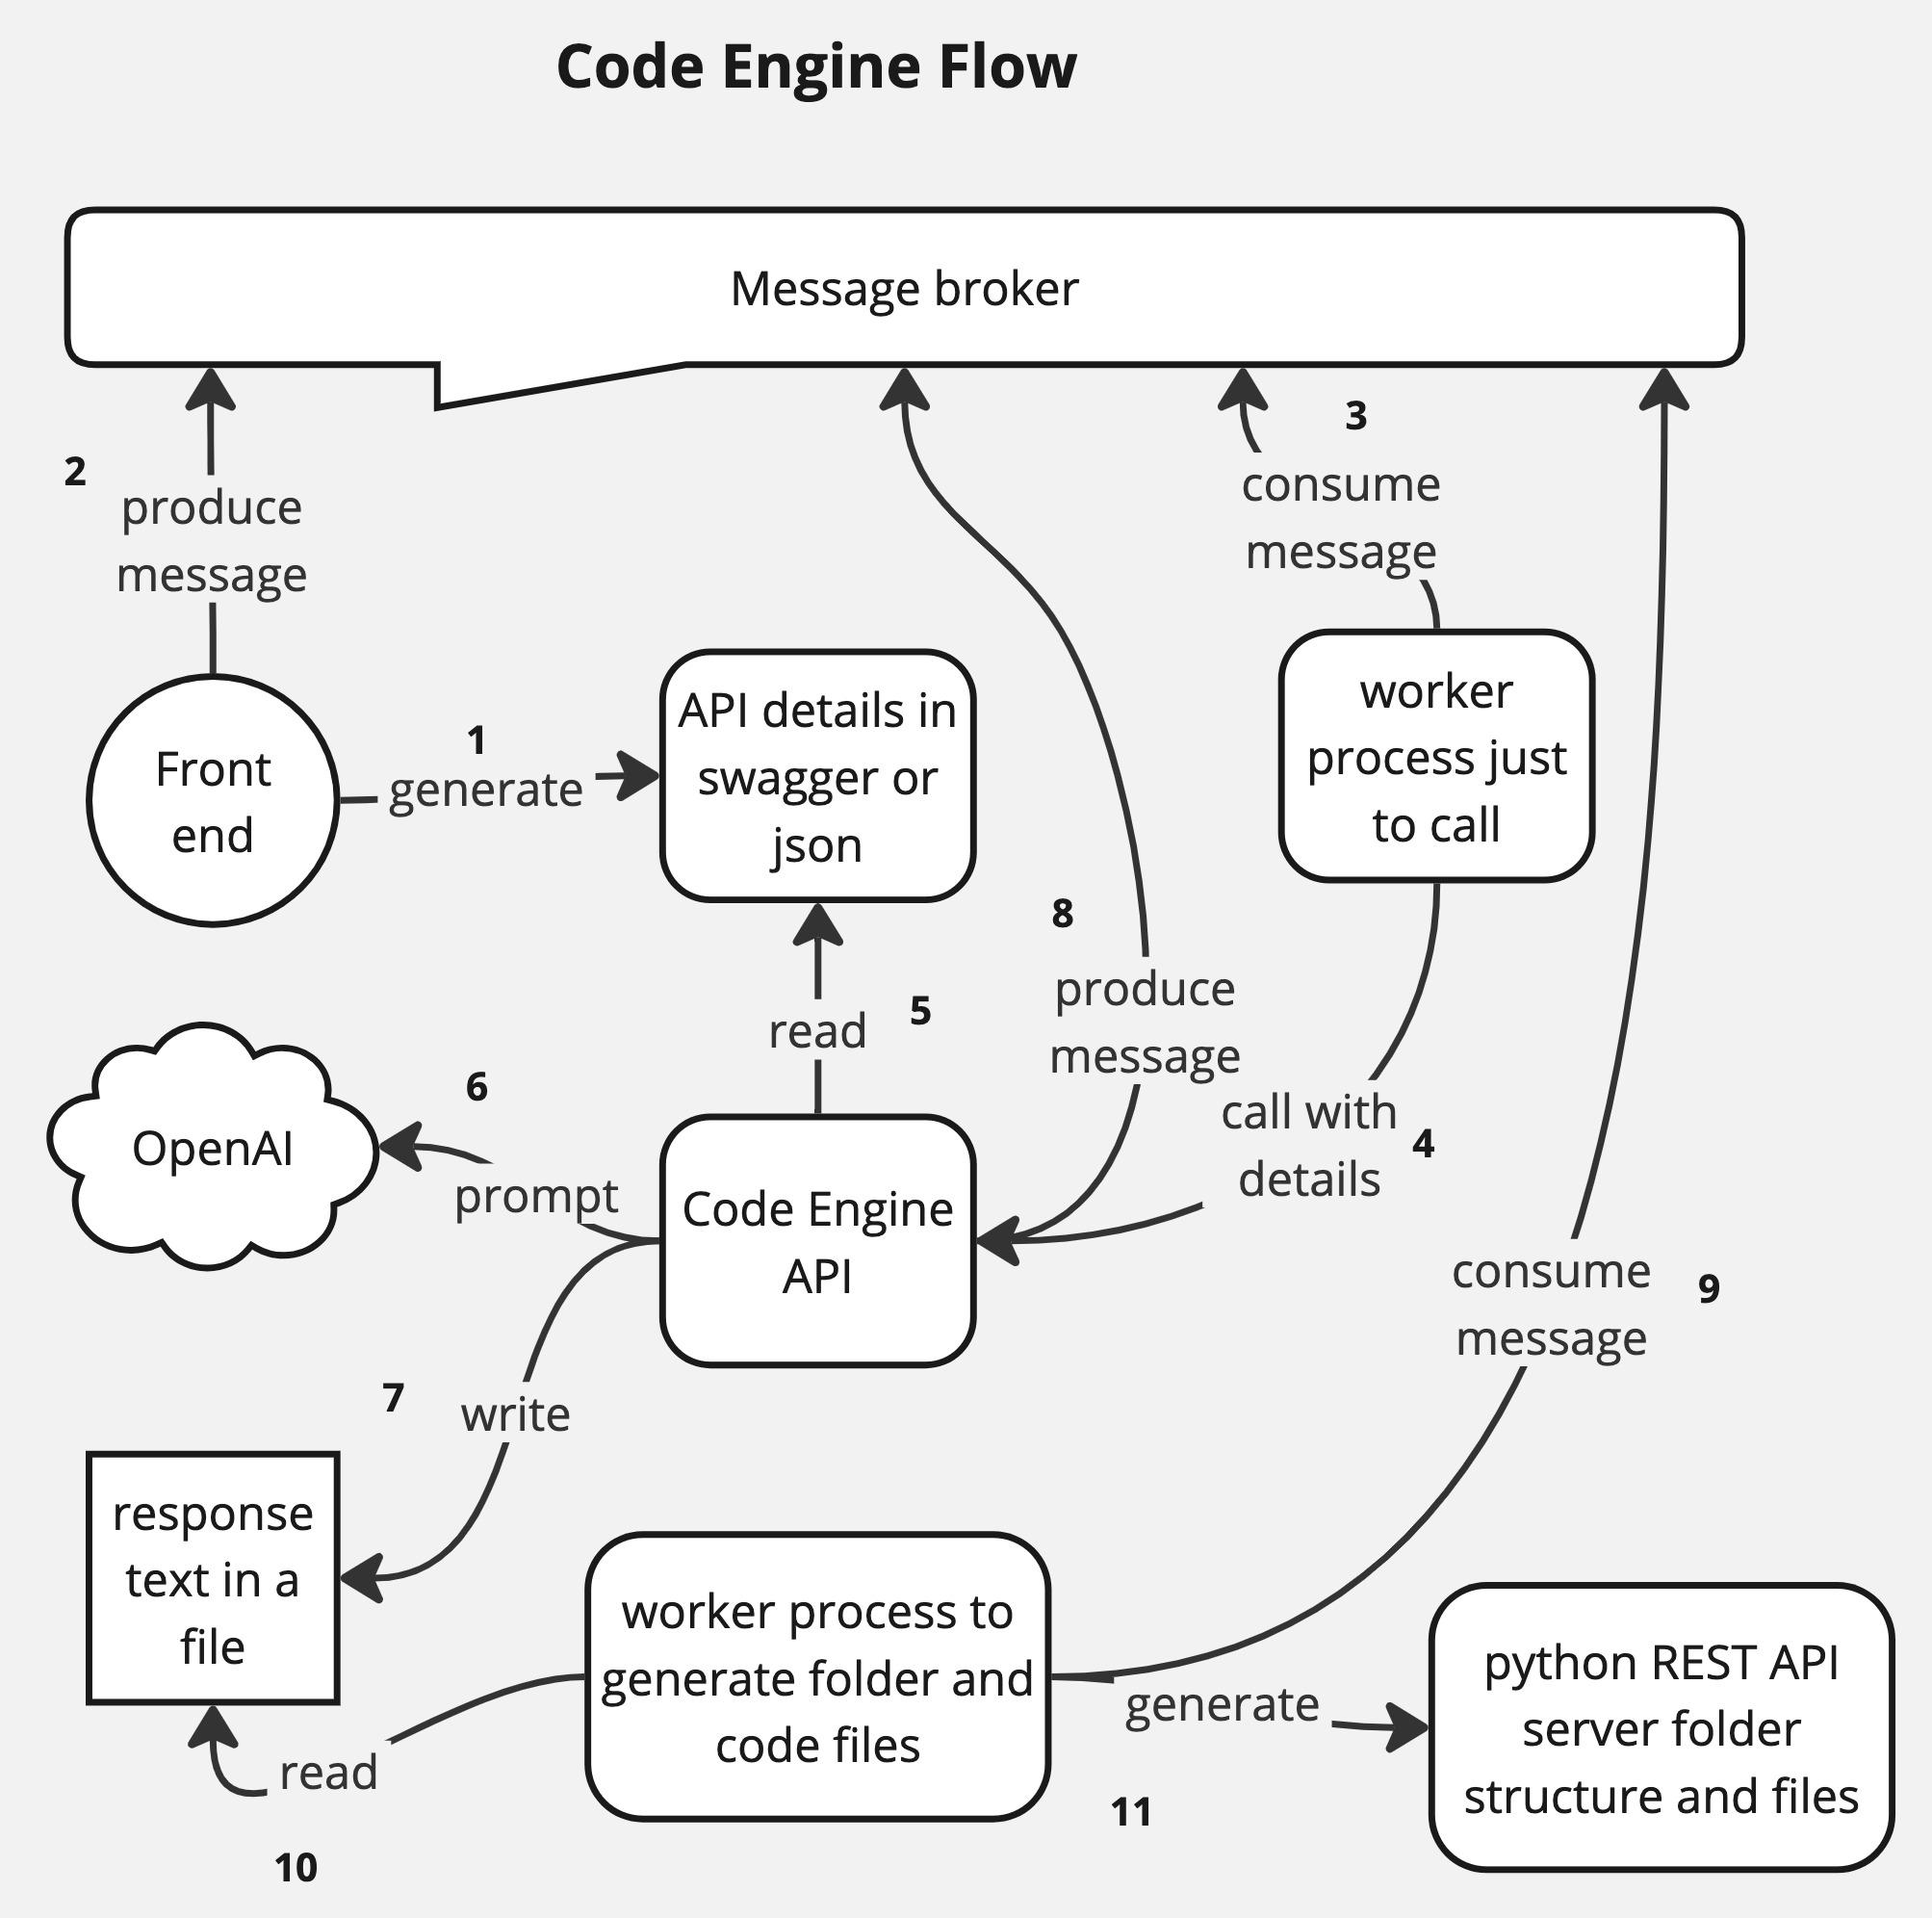 Code Engine Flow
Message broker
2
produce
message
3
consume
message
Front
end
1
generate
API details in
swagger or
json
worker
process just
to call
8
produce
message
5
read
6
OpenAI
prompt
Code Engine
API
call with
details
4
consume
message
9
7
write
response
text in a
file
worker process to
generate folder and
code files
generate
11
python REST API
server folder
structure and files
read
10